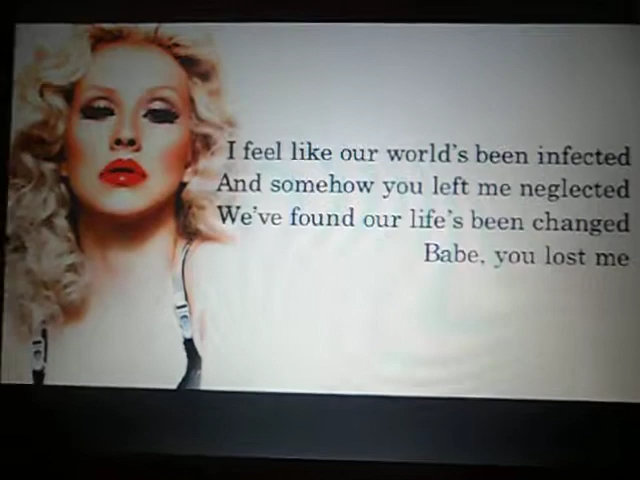 I feel like our world's been infected
And somehow you left me neglected
We've found our life's been changed
Babe, you lost me